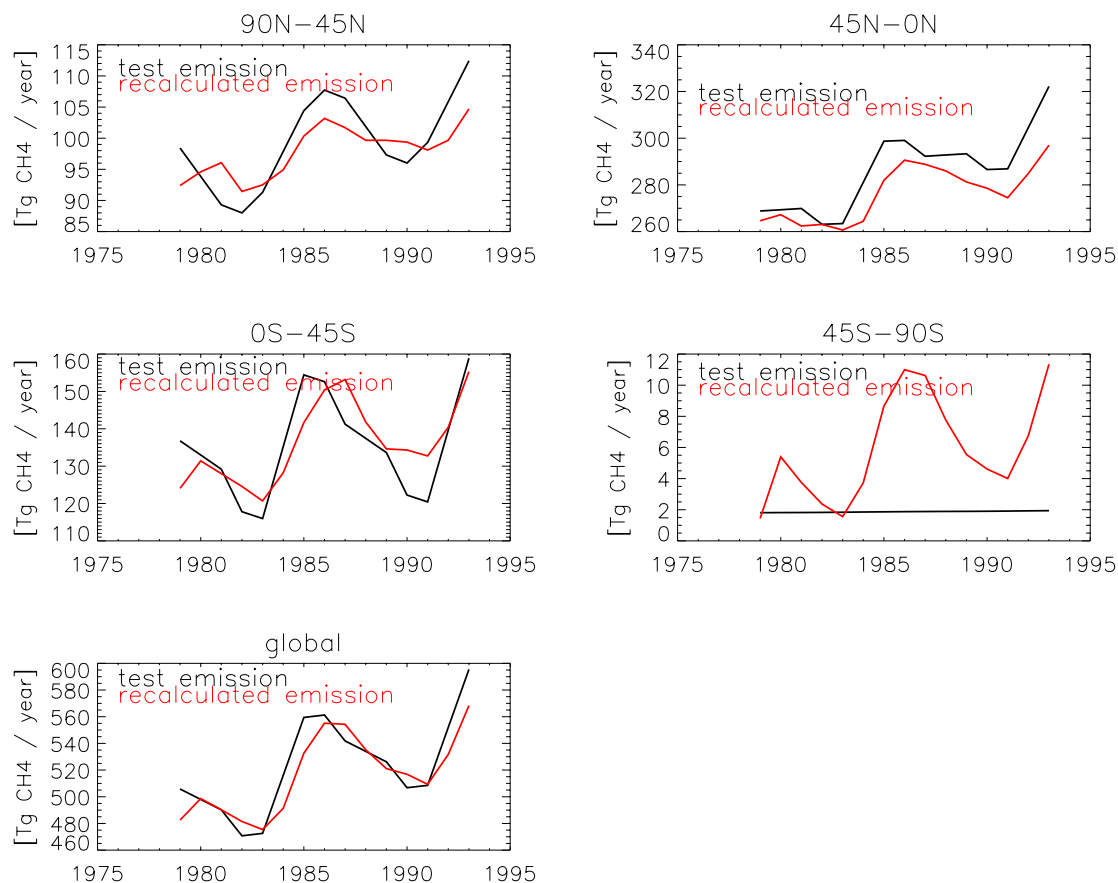 90N-45N
[Tg CH4 / year]
115
110
105
100
95
90
85
test emission
recalculated emission
1975 1980 1985 1990 1995
45N-0N
[Tg CH4 / year]
340
320
300
280
260
test emission
recalculated emission
1975 1980 1985 1990 1995
0S-45S
[Tg CH4 / year]
160
150
140
130
120
110
test emission
recalculated emission
1975 1980 1985 1990 1995
45S-90S
[Tg CH4 / year]
12
10
8
6
4
2
0
test emission
recalculated emission
1975 1980 1985 1990 1995
global
[Tg CH4 / year]
600
580
560
540
520
500
480
460
test emission
recalculated emission
1975 1980 1985 1990 1995